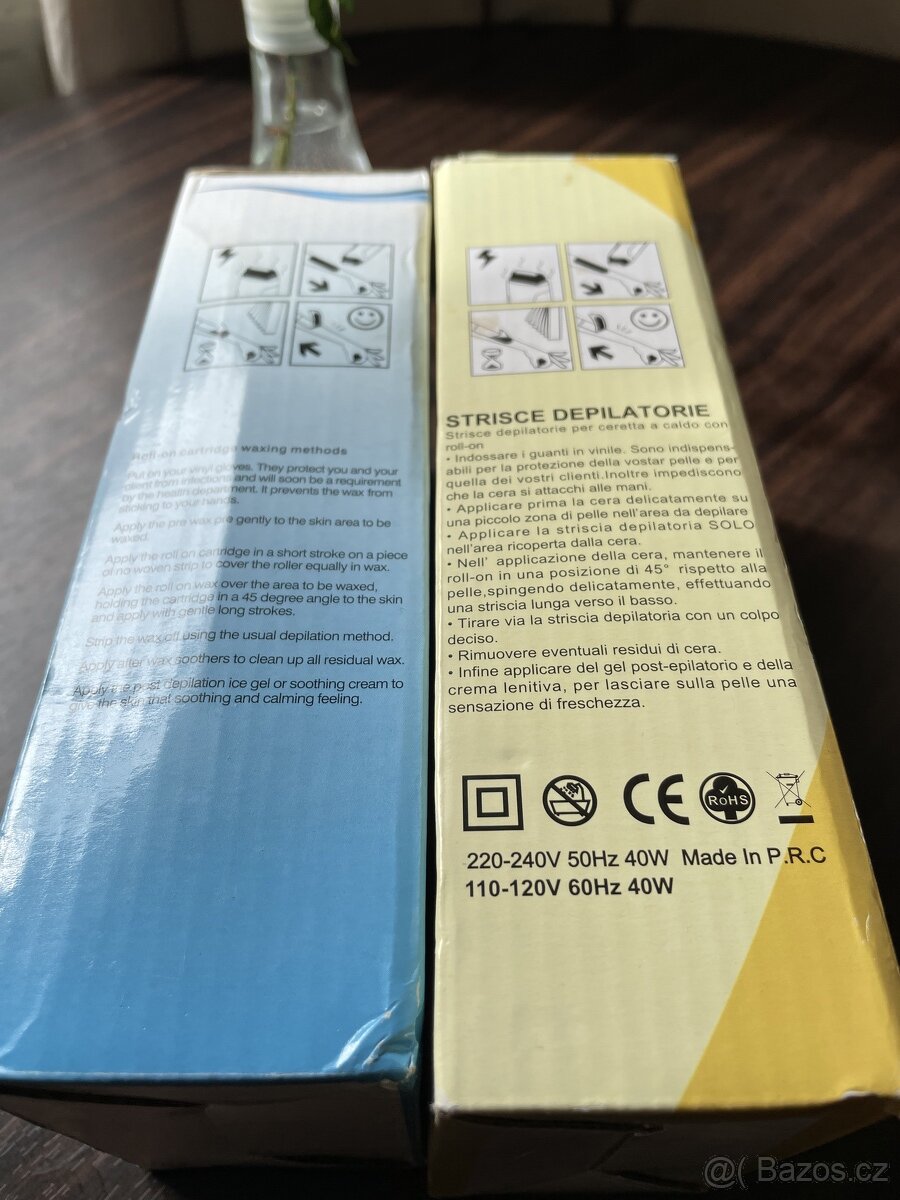 Roll-on cartridge waxing methods
Put on your vinyl gloves. They protect you and your
client from infections and will soon be a requirement
by the health department. It prevents the wax from
sticking to your hands.
Apply the pre wax pre gently to the skin area to be
waxed.
Apply the roll on cartridge in a short stroke on a piece
of no woven strip to cover the roller equally in wax.
Apply the roll on wax over the area to be waxed,
holding the cartridge in a 45 degree angle to the skin
and apply with gentle long strokes.
Strip the wax off using the usual depilation method.
Apply after wax soothers to clean up all residual wax.
Apply the post depilation ice gel or soothing cream to
give the skin that soothing and calming feeling.
STRISCE DEPILATORIE
Strisce depilatorie per ceretta a caldo con
roll-on
• Indossare i guanti in vinile. Sono indispens-
abili per la protezione della vostar pelle e per
quella dei vostri clienti.Inoltre impediscono
che la cera si attacchi alle mani.
• Applicare prima la cera delicatamente su
una piccolo zona di pelle nell'area da depilare
• Applicare la striscia depilatoria SOLO
nell'area ricoperta dalla cera.
• Nell' applicazione della cera, mantenere il
roll-on in una posizione di 45° rispetto alla
pelle,spingendo delicatamente, effettuando
una striscia lunga verso il basso.
• Tirare via la striscia depilatoria con un colpo
deciso.
• Rimuovere eventuali residui di cera.
• Infine applicare del gel post-epilatorio e della
crema lenitiva, per lasciare sulla pelle una
sensazione di freschezza.
CE RoHS
220-240V 50Hz 40W Made In P.R.C
110-120V 60Hz 40W
@( Bazos.cz